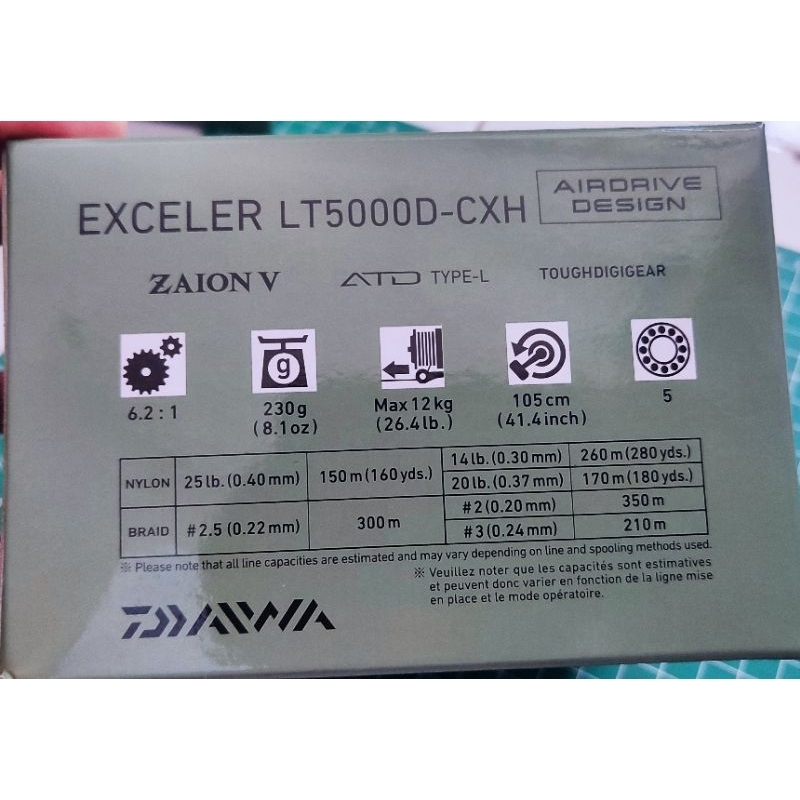 EXCELER LT5000D-CXH
AIRDRIVE
DESIGN
ZAION V
ATD TYPE-L
TOUGHDIGIGEAR
g
6.2 : 1
230g
(8.1oz)
Max 12kg
(26.4lb.)
105cm
(41.4inch)
5
NYLON 25lb.(0.40mm) 150m(160yds.) 14lb.(0.30mm) 260m(280yds.)
20lb.(0.37mm) 170m(180yds.)
BRAID #2.5 (0.22mm) 300m #2(0.20mm) 350m
#3(0.24mm) 210m
※ Please note that all line capacities are estimated and may vary depending on line and spooling methods used.
※ Veuillez noter que les capacités sont estimatives
et peuvent donc varier en fonction de la ligne mise
en place et le mode opératoire.
DAIWA